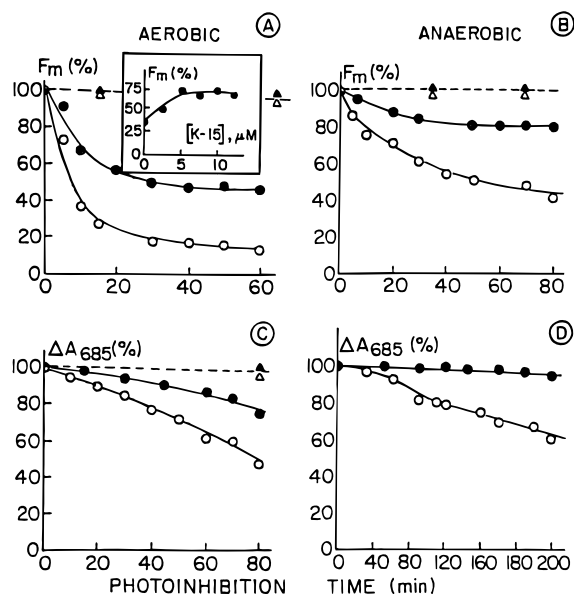 AEROBIC
A
ANAEROBIC
B
Fm (%)
100
80
60
40
20
0
0 20 40 60
Fm (%)
75
50
25
0
0 5 10
[K-15], μM
Fm (%)
100
80
60
40
20
0
0 20 40 60 80
C
ΔA685(%)
100
80
60
40
20
0
0 20 40 60 80
D
ΔA685(%)
100
80
60
40
20
0
0 40 80 120 160 200
PHOTOINHIBITION TIME (min)